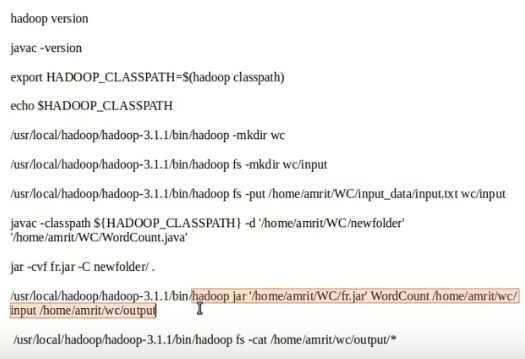 hadoop version
javac -version
export HADOOP_CLASSPATH=$(hadoop classpath)
echo $HADOOP_CLASSPATH
/usr/local/hadoop/hadoop-3.1.1/bin/hadoop -mkdir wc
/usr/local/hadoop/hadoop-3.1.1/bin/hadoop fs -mkdir wc/input
/usr/local/hadoop/hadoop-3.1.1/bin/hadoop fs -put /home/amrit/WC/input_data/input.txt wc/input
javac -classpath ${HADOOP_CLASSPATH} -d '/home/amrit/WC/newfolder'
'/home/amrit/WC/WordCount.java'
jar -cvf fr.jar -C newfolder/ .
/usr/local/hadoop/hadoop-3.1.1/bin/hadoop jar '/home/amrit/WC/fr.jar' WordCount /home/amrit/wc/
input /home/amrit/wc/output
/usr/local/hadoop/hadoop-3.1.1/bin/hadoop fs -cat /home/amrit/wc/output/*